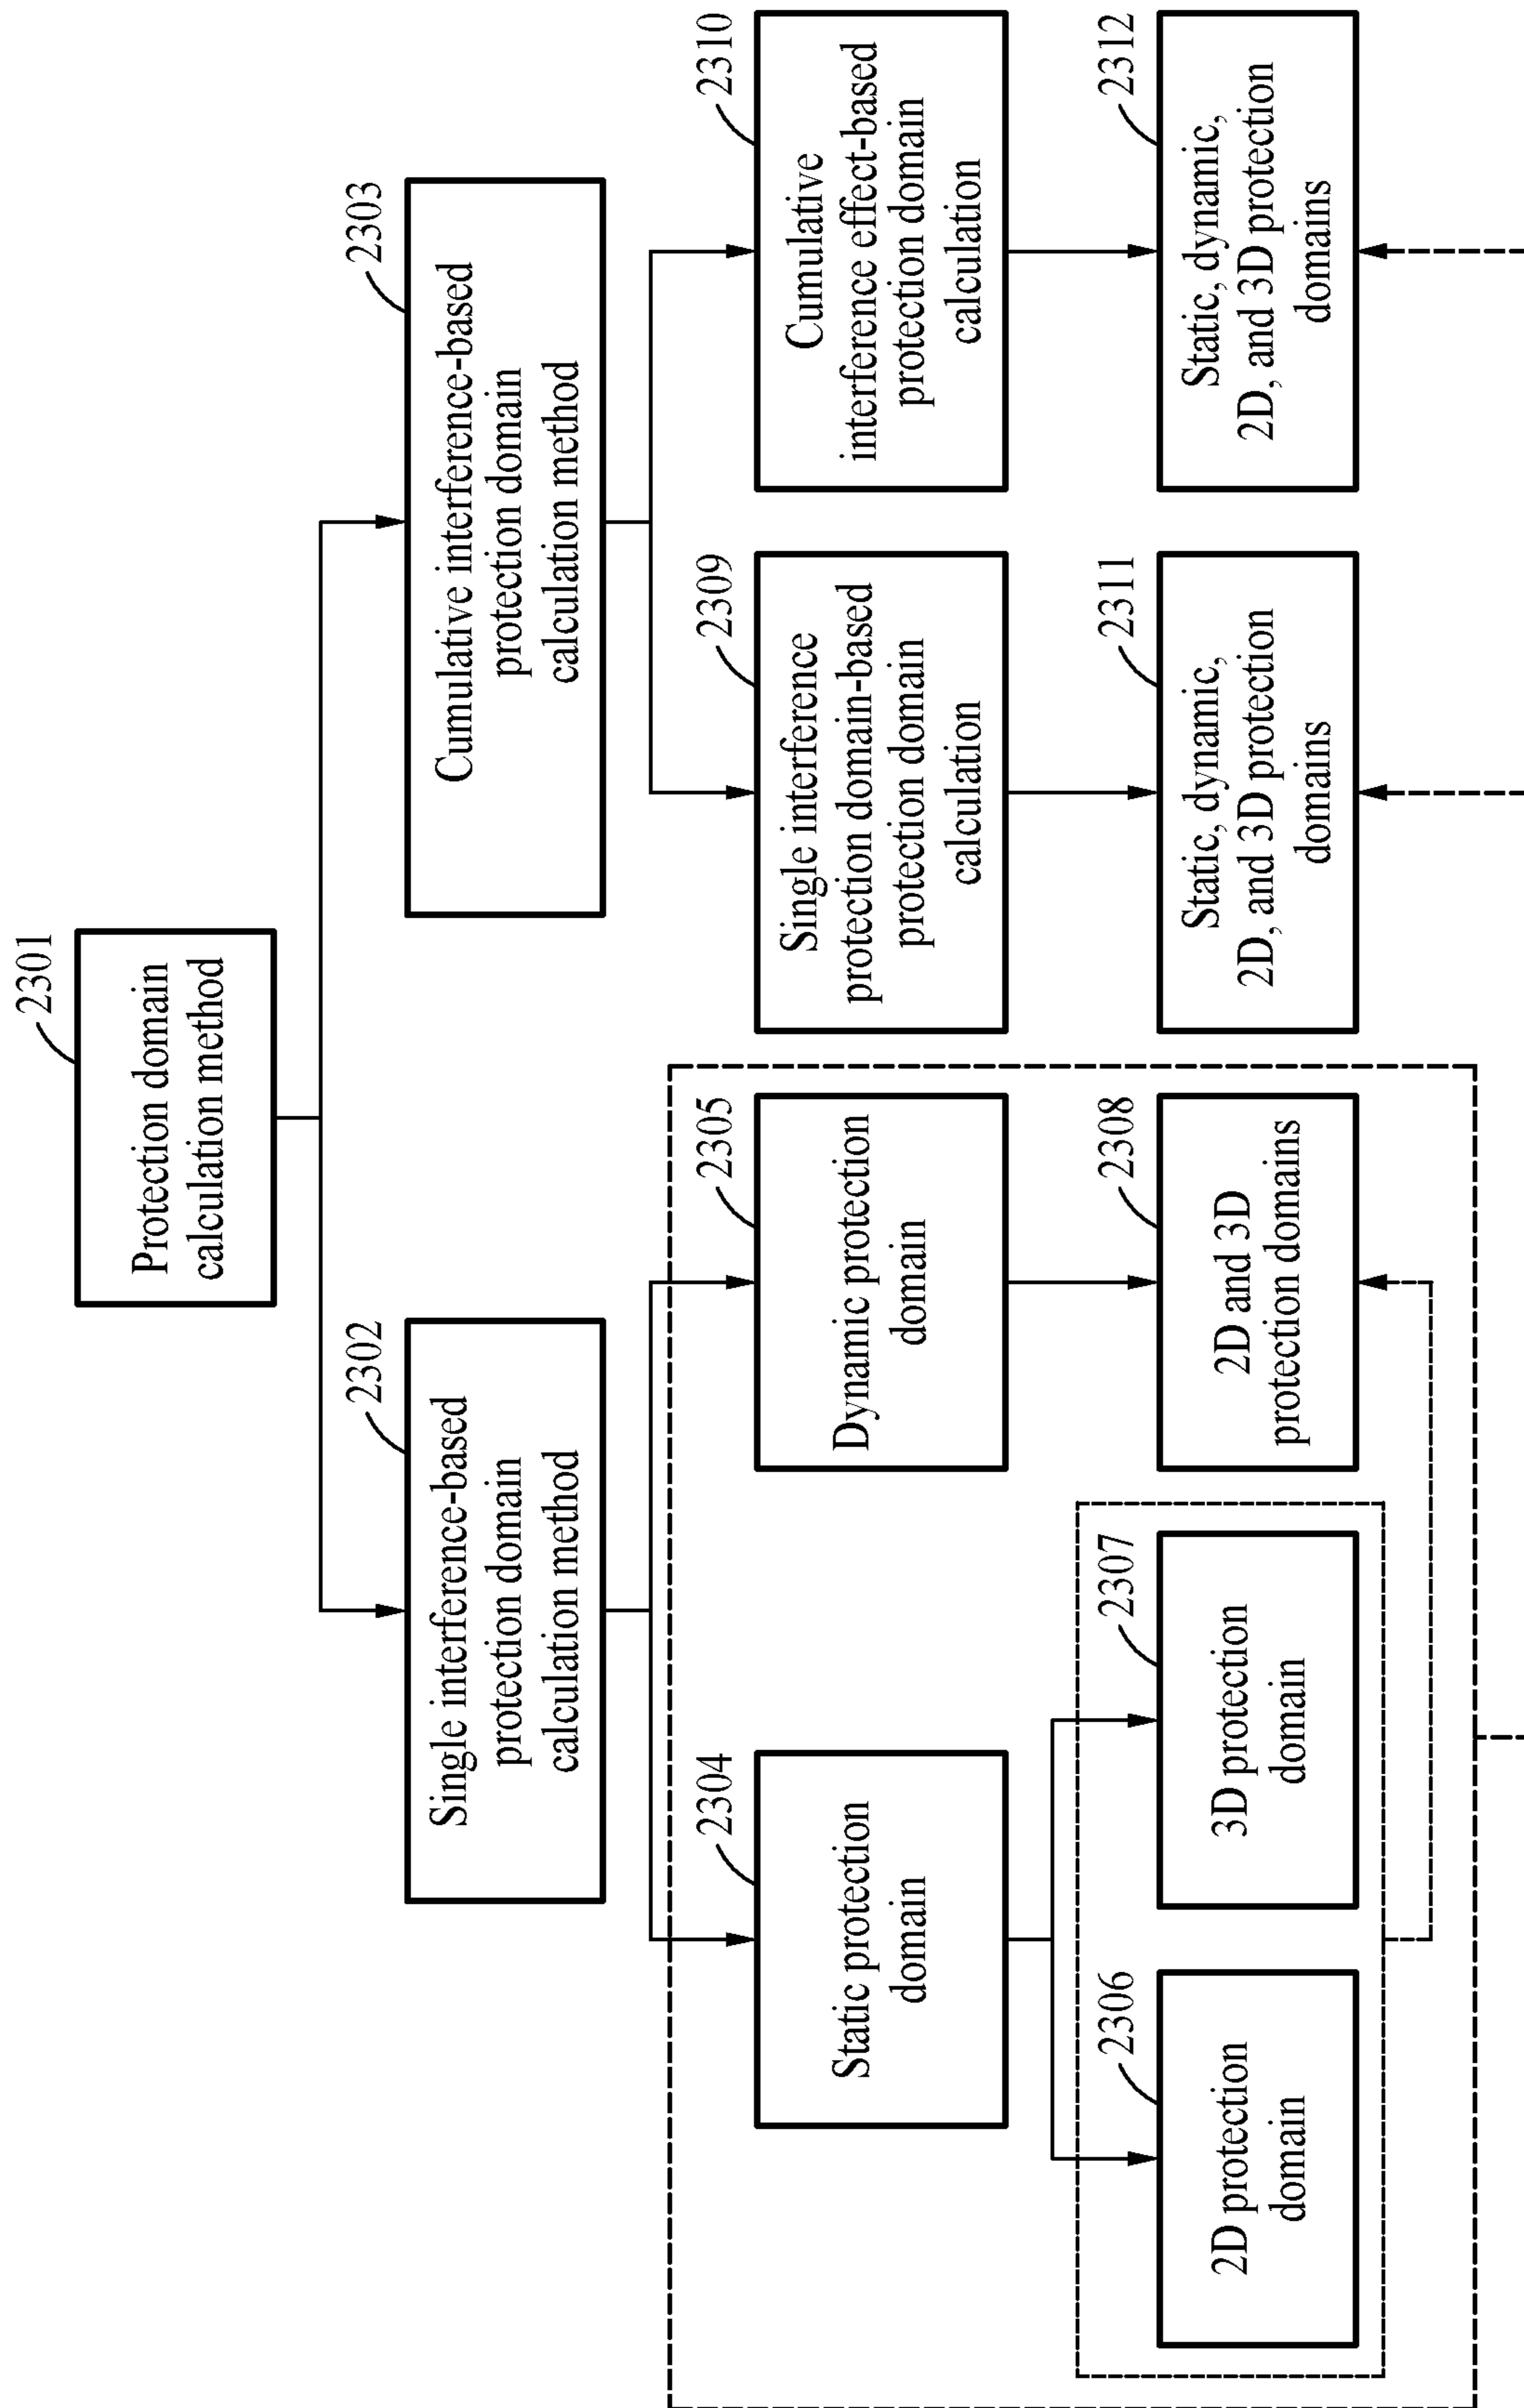 2301
Protection domain
calculation method
2302
Single interference-based
protection domain
calculation method
2303
Cumulative interference-based
protection domain
calculation method
2304
Static protection
domain
2305
Dynamic protection
domain
2309
Single interference
protection domain-based
protection domain
calculation
2310
Cumulative
interference effect-based
protection domain
calculation
2306
2D protection
domain
2307
3D protection
domain
2308
2D and 3D
protection domains
2311
Static, dynamic,
2D, and 3D protection
domains
2312
Static, dynamic,
2D, and 3D protection
domains